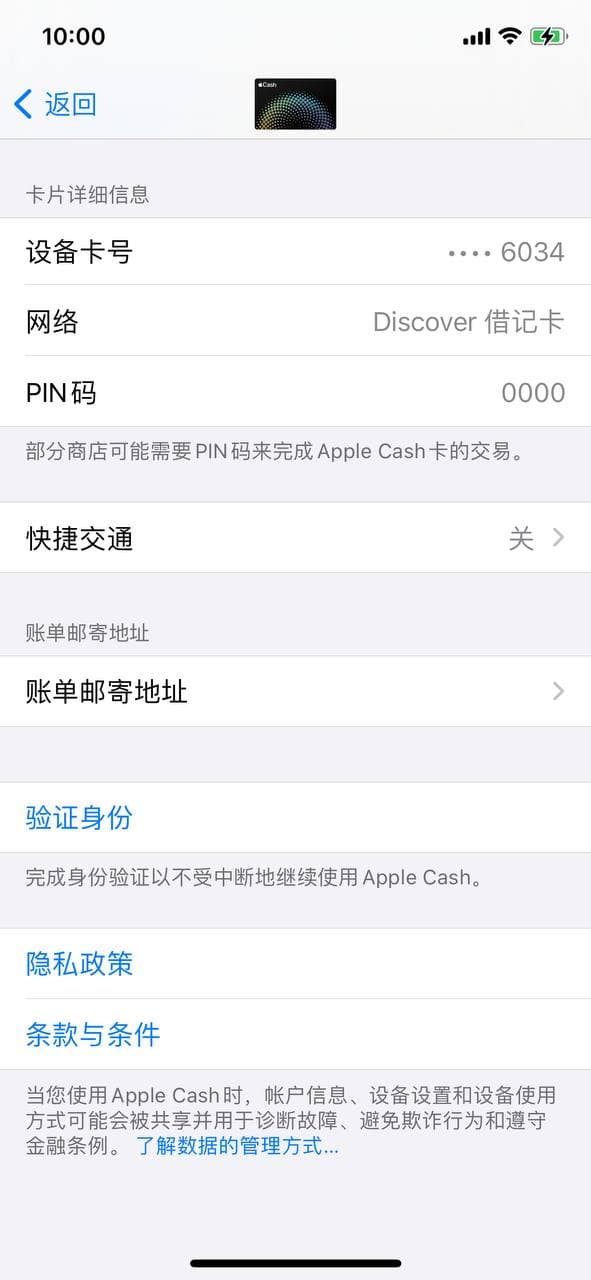 10:00
返回
Cash
卡片详细信息
设备卡号 •••• 6034
网络 Discover 借记卡
PIN码 0000
部分商店可能需要PIN码来完成Apple Cash卡的交易。
快捷交通 关
账单邮寄地址
账单邮寄地址
验证身份
完成身份验证以不受中断地继续使用Apple Cash。
隐私政策
条款与条件
当您使用Apple Cash时，帐户信息、设备设置和设备使用
方式可能会被共享并用于诊断故障、避免欺诈行为和遵守
金融条例。 了解数据的管理方式...